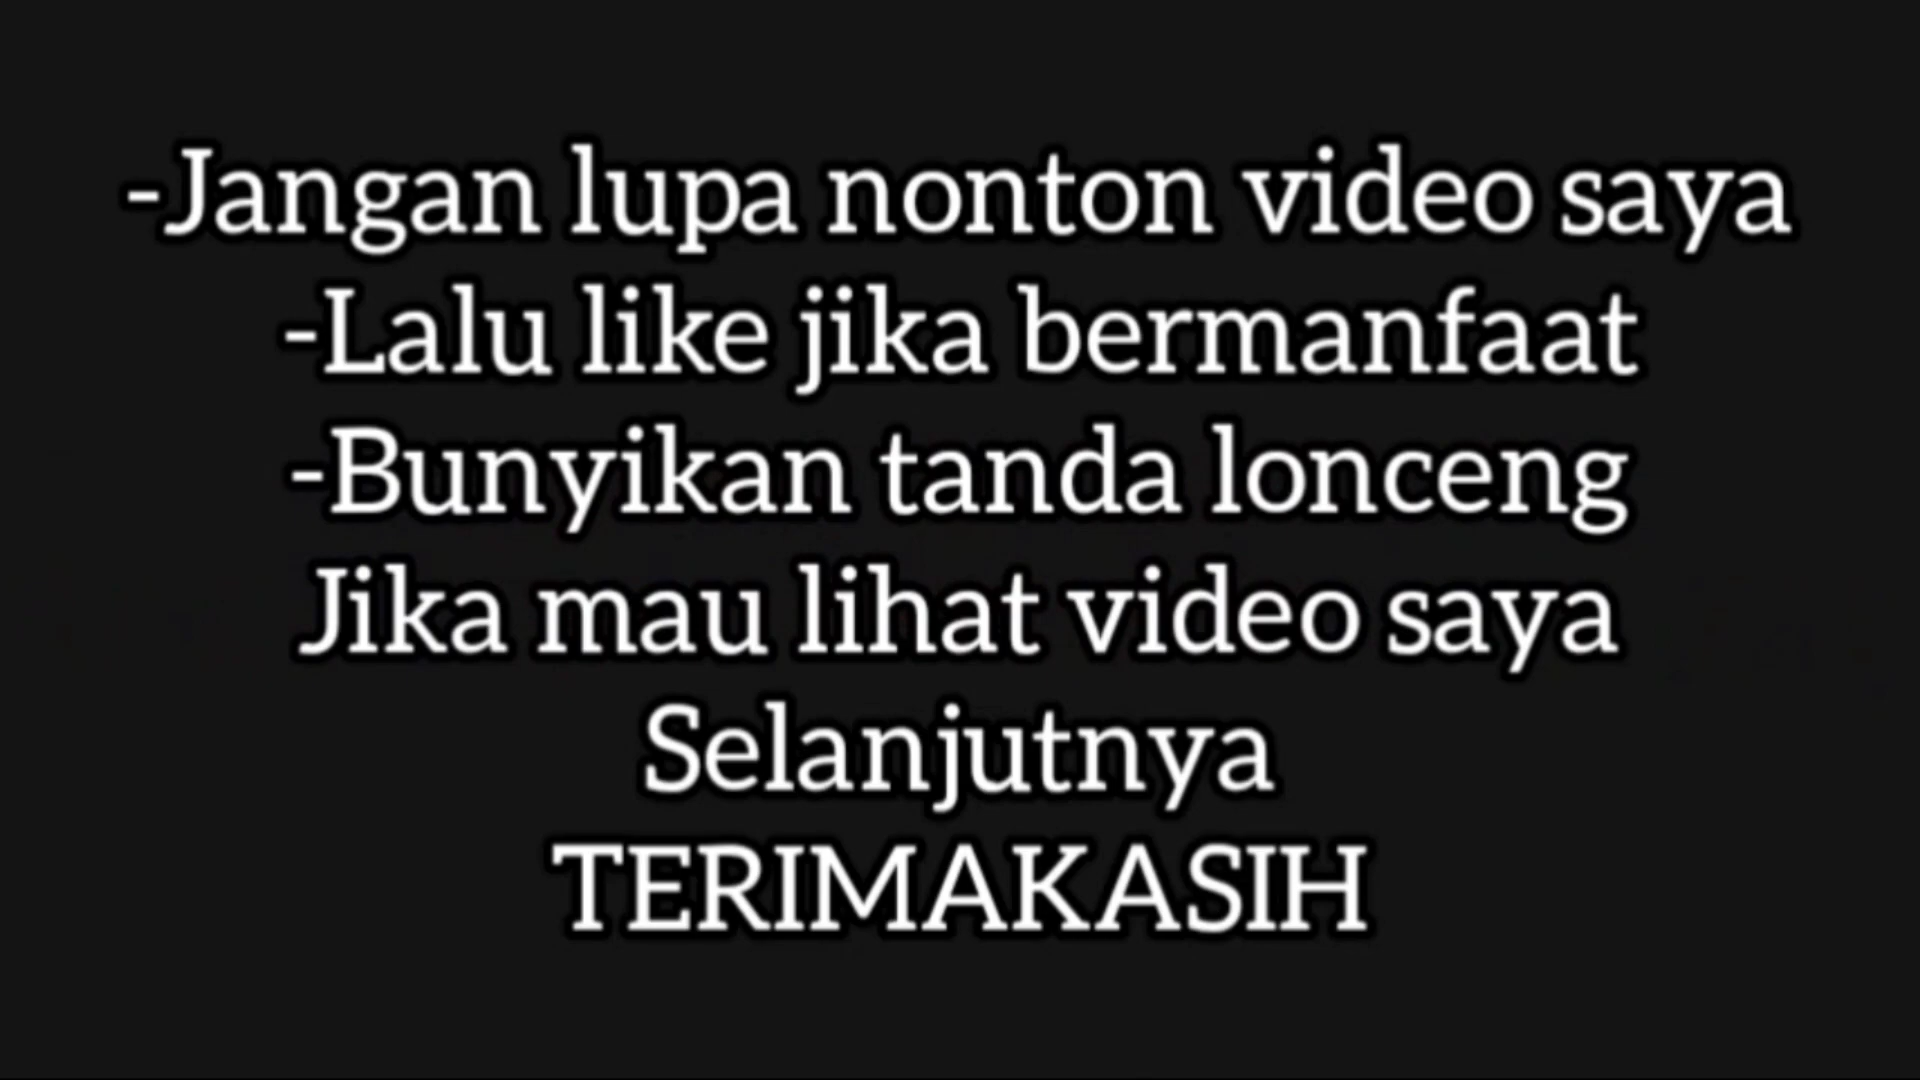 -Jangan lupa nonton video saya
-Lalu like jika bermanfaat
-Bunyikan tanda lonceng
Jika mau lihat video saya
Selanjutnya
TERIMAKASIH